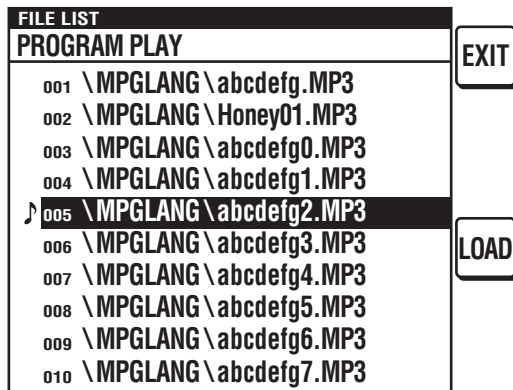 FILE LIST
PROGRAM PLAY
EXIT
001 \MPGLANG\abcdefg.MP3
002 \MPGLANG\Honey01.MP3
003 \MPGLANG\abcdefg0.MP3
004 \MPGLANG\abcdefg1.MP3
♪ 005 \MPGLANG\abcdefg2.MP3
006 \MPGLANG\abcdefg3.MP3
LOAD
007 \MPGLANG\abcdefg4.MP3
008 \MPGLANG\abcdefg5.MP3
009 \MPGLANG\abcdefg6.MP3
010 \MPGLANG\abcdefg7.MP3